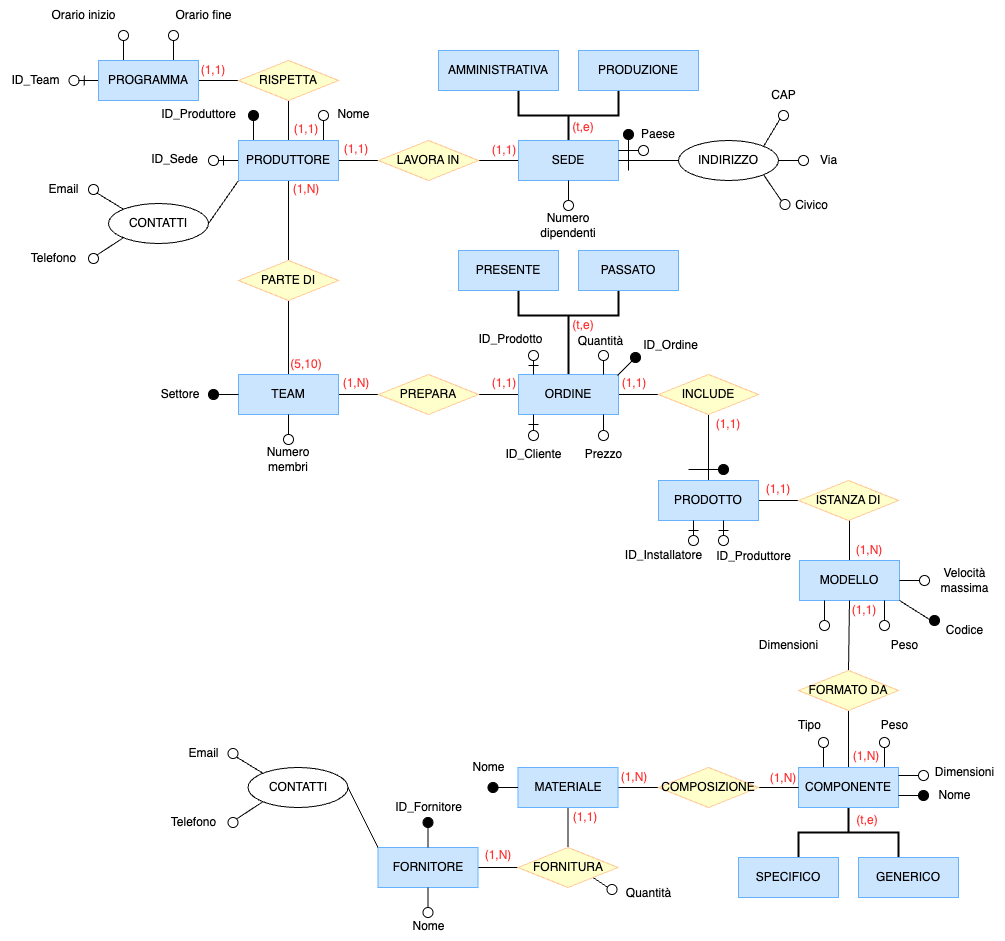 Orario inizio
Orario fine
ID_Team
PROGRAMMA
(1,1)
RISPETTA
AMMINISTRATIVA
PRODUZIONE
CAP
ID_Produttore
Nome
(1,1)
(t,e)
Paese
ID_Sede
PRODUTTORE
(1,1)
LAVORA IN
(1,1)
SEDE
INDIRIZZO
Via
Email
(1,N)
Civico
CONTATTI
Numero
dipendenti
Telefono
PARTE DI
PRESENTE
PASSATO
(t,e)
ID_Prodotto
Quantità
ID_Ordine
(5,10)
Settore
TEAM
(1,N)
PREPARA
(1,1)
ORDINE
(1,1)
INCLUDE
(1,1)
Numero
membri
ID_Cliente
Prezzo
PRODOTTO
(1,1)
ISTANZA DI
ID_Installatore
ID_Produttore
(1,N)
MODELLO
Velocità
massima
(1,1)
Dimensioni
Peso
Codice
FORMATO DA
Tipo
Peso
Email
(1,N)
Nome
Dimensioni
CONTATTI
MATERIALE
(1,N)
COMPOSIZIONE
(1,N)
COMPONENTE
Nome
Telefono
ID_Fornitore
(1,1)
(t,e)
(1,N)
FORNITORE
FORNITURA
SPECIFICO
GENERICO
Quantità
Nome